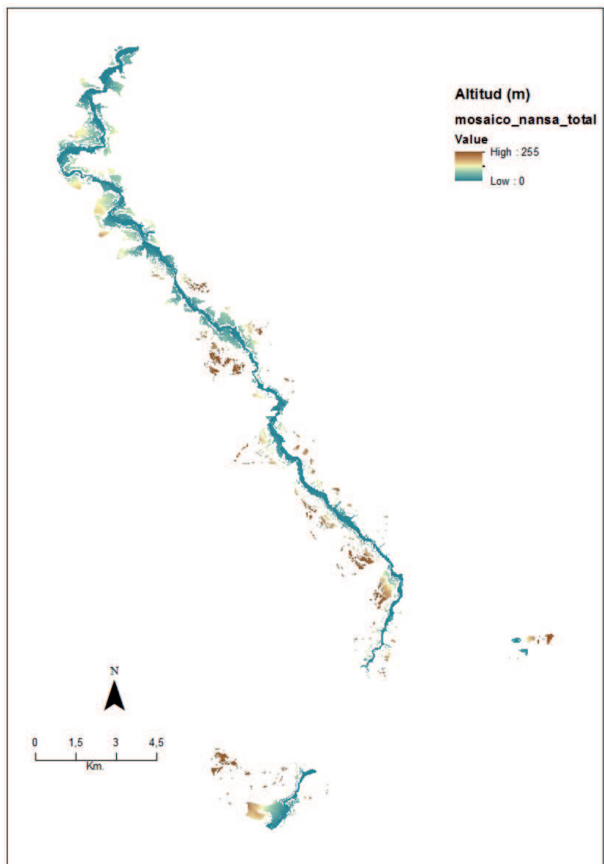 Altitud (m)
mosaico_nansa_total
Value
High : 255
Low : 0
N
0 1,5 3 4,5
Km.